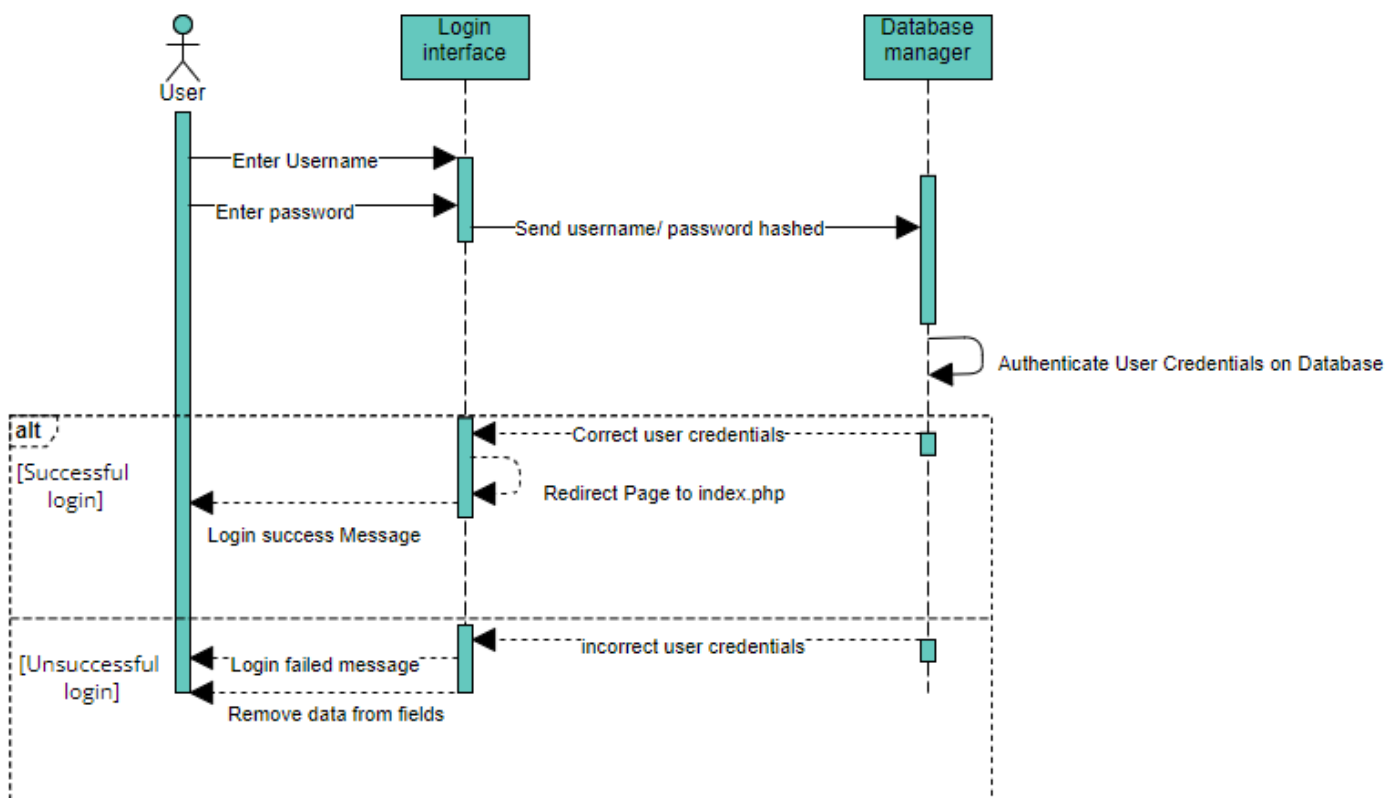 Login
interface
Database
manager
User
Enter Username
Enter password
Send username/ password hashed
Authenticate User Credentials on Database
alt
[Successful
login]
Correct user credentials
Redirect Page to index.php
Login success Message
[Unsuccessful
login]
incorrect user credentials
Login failed message
Remove data from fields